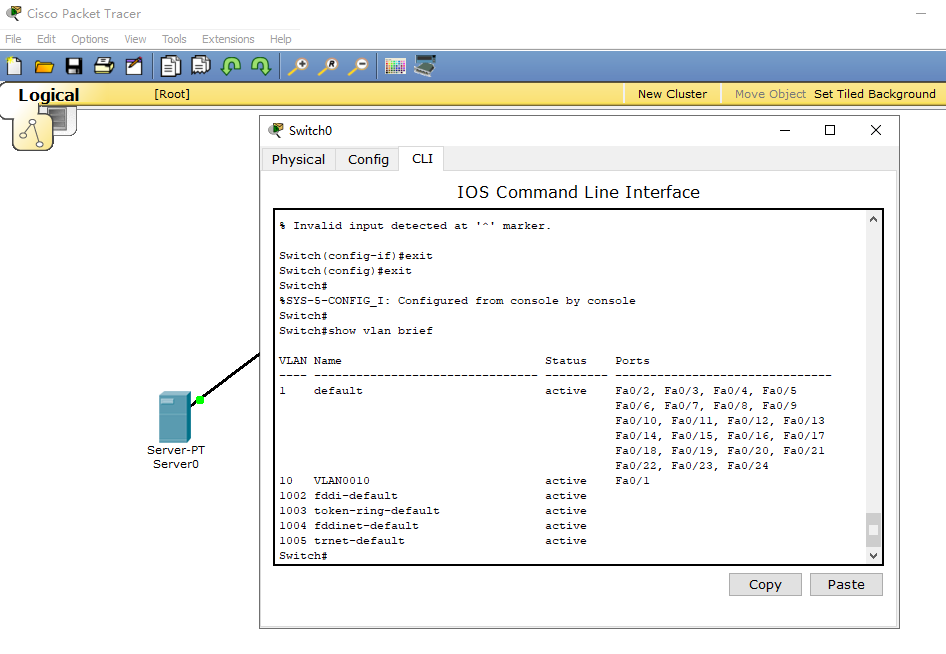 Cisco Packet Tracer
File Edit Options View Tools Extensions Help
Logical [Root] New Cluster Move Object Set Tiled Background
Switch0
Physical Config CLI
IOS Command Line Interface
% Invalid input detected at '^' marker.
Switch(config-if)#exit
Switch(config)#exit
Switch#
%SYS-5-CONFIG_I: Configured from console by console
Switch#
Switch#show vlan brief
VLAN Name Status Ports
---- -------------------------------- --------- -------------------------------
1 default active Fa0/2, Fa0/3, Fa0/4, Fa0/5
Fa0/6, Fa0/7, Fa0/8, Fa0/9
Fa0/10, Fa0/11, Fa0/12, Fa0/13
Fa0/14, Fa0/15, Fa0/16, Fa0/17
Fa0/18, Fa0/19, Fa0/20, Fa0/21
Fa0/22, Fa0/23, Fa0/24
10 VLAN0010 active Fa0/1
1002 fddi-default active
1003 token-ring-default active
1004 fddinet-default active
1005 trnet-default active
Switch#
Copy Paste
Server-PT
Server0